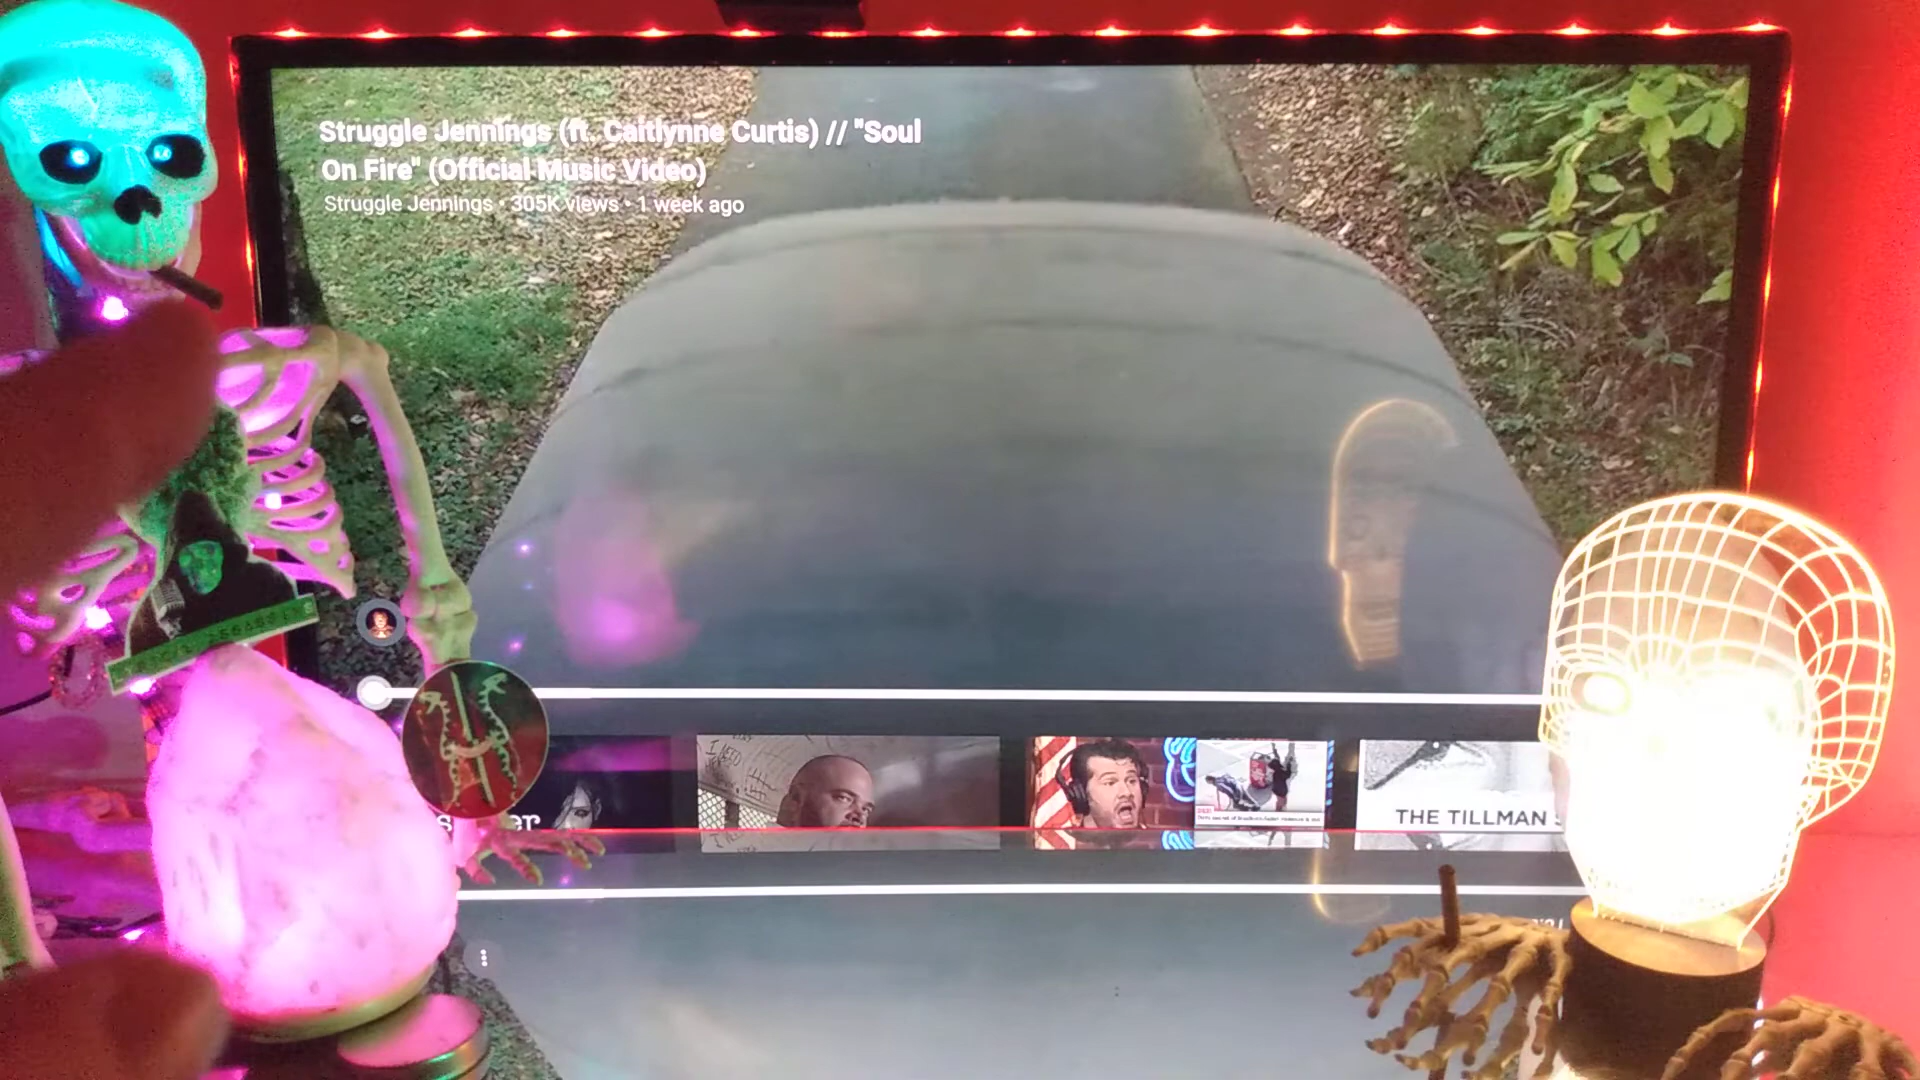 Struggle Jennings (ft. Caitlynne Curtis) // "Soul
On Fire" (Official Music Video)
Struggle Jennings • 305K views • 1 week ago
I NEED
THE TILLMAN